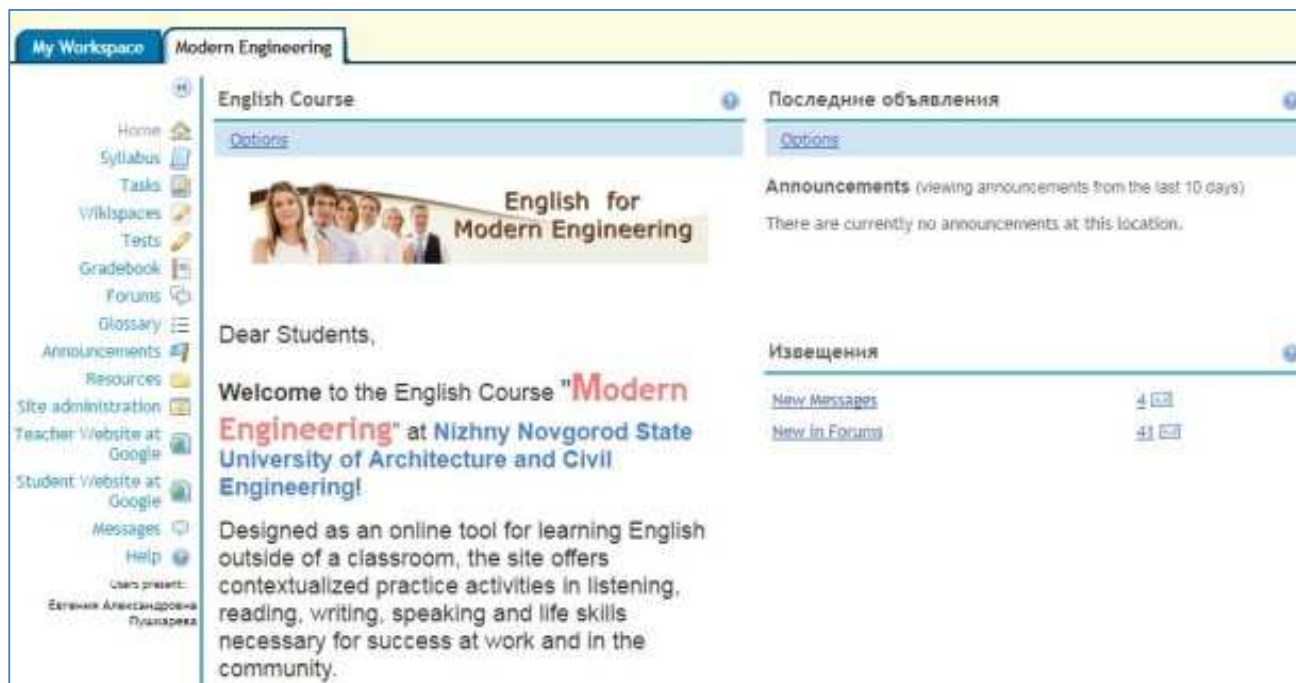 My Workspace
Modern Engineering
Home
Syllabus
Tasks
Wikispaces
Tests
Gradebook
Forums
Glossary
Announcements
Resources
Site administration
Teacher Website at
Google
Student Website at
Google
Messages
Help
Users present:
Евгения Александровна
Пушкарева
English Course
Options
English for
Modern Engineering
Dear Students,
Welcome to the English Course "Modern
Engineering" at Nizhny Novgorod State
University of Architecture and Civil
Engineering!
Designed as an online tool for learning English
outside of a classroom, the site offers
contextualized practice activities in listening,
reading, writing, speaking and life skills
necessary for success at work and in the
community.
Последние объявления
Options
Announcements (viewing announcements from the last 10 days)
There are currently no announcements at this location.
Извещения
New Messages 4
New in Forums 41